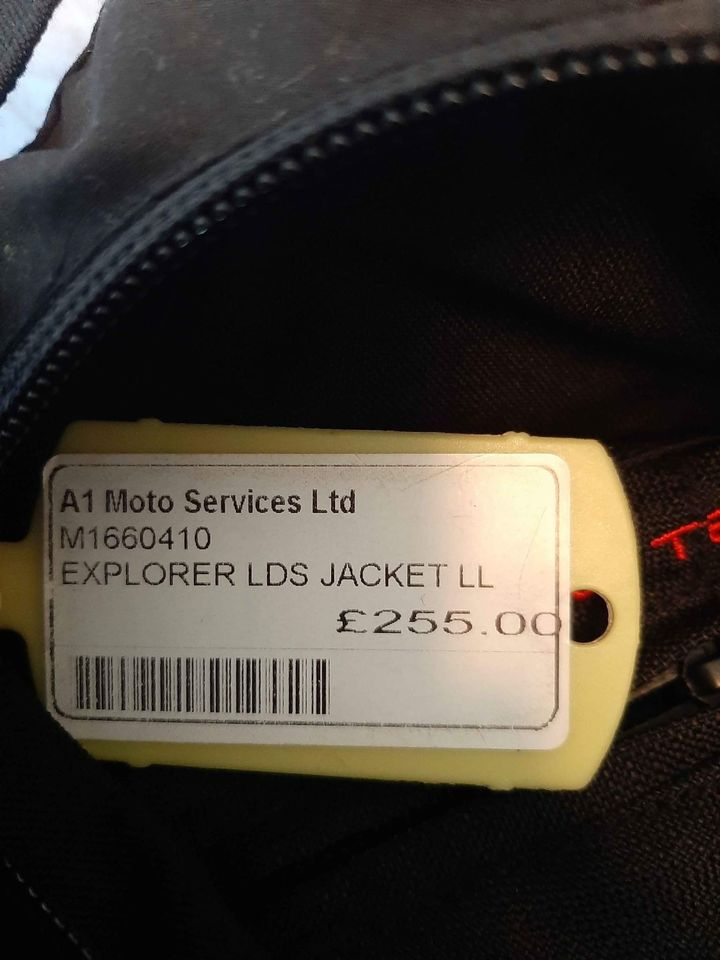 A1 Moto Services Ltd
M1660410
EXPLORER LDS JACKET LL
£255.00